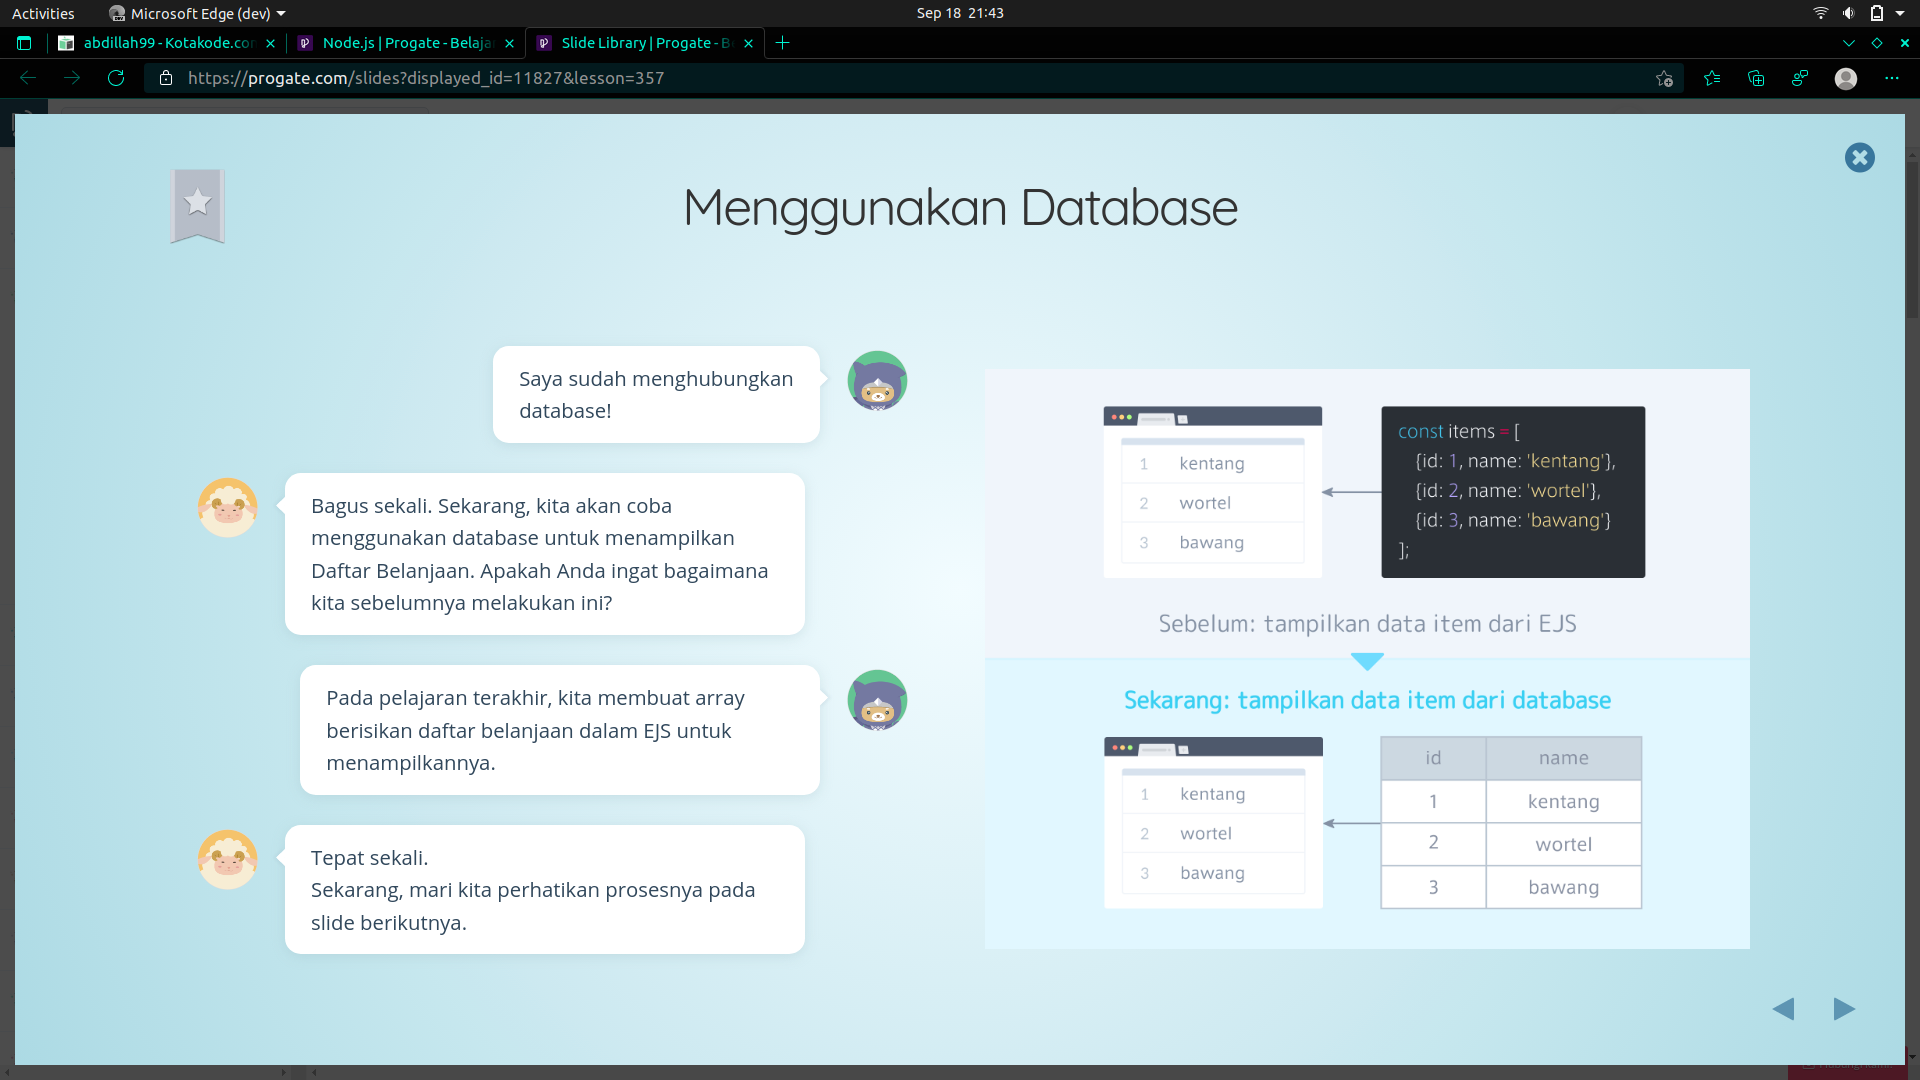 Activities
Microsoft Edge (dev)
Sep 18 21:43
abdillah99 - Kotakode.co
Node.js | Progate - Belaja
Slide Library | Progate - B
https://progate.com/slides?displayed_id=11827&lesson=357
Menggunakan Database
Saya sudah menghubungkan
database!
Bagus sekali. Sekarang, kita akan coba
menggunakan database untuk menampilkan
Daftar Belanjaan. Apakah Anda ingat bagaimana
kita sebelumnya melakukan ini?
Pada pelajaran terakhir, kita membuat array
berisikan daftar belanjaan dalam EJS untuk
menampilkannya.
Tepat sekali.
Sekarang, mari kita perhatikan prosesnya pada
slide berikutnya.
1 kentang
2 wortel
3 bawang
const items = [
{id: 1, name: 'kentang'},
{id: 2, name: 'wortel'},
{id: 3, name: 'bawang'}
];
Sebelum: tampilkan data item dari EJS
Sekarang: tampilkan data item dari database
1 kentang
2 wortel
3 bawang
id name
1 kentang
2 wortel
3 bawang